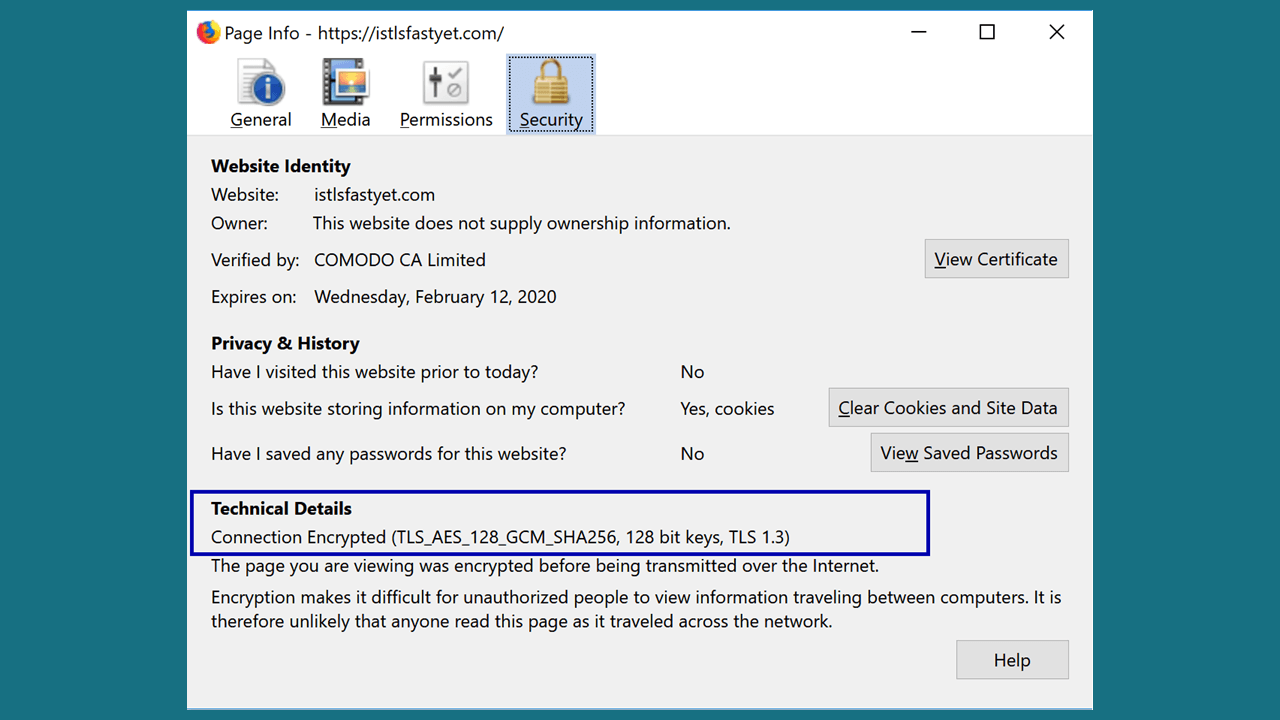 Page Info - https://istlsfastyet.com/
General Media Permissions Security
Website Identity
Website: istlsfastyet.com
Owner: This website does not supply ownership information.
Verified by: COMODO CA Limited View Certificate
Expires on: Wednesday, February 12, 2020
Privacy & History
Have I visited this website prior to today? No
Is this website storing information on my computer? Yes, cookies Clear Cookies and Site Data
Have I saved any passwords for this website? No View Saved Passwords
Technical Details
Connection Encrypted (TLS_AES_128_GCM_SHA256, 128 bit keys, TLS 1.3)
The page you are viewing was encrypted before being transmitted over the Internet.
Encryption makes it difficult for unauthorized people to view information traveling between computers. It is
therefore unlikely that anyone read this page as it traveled across the network.
Help